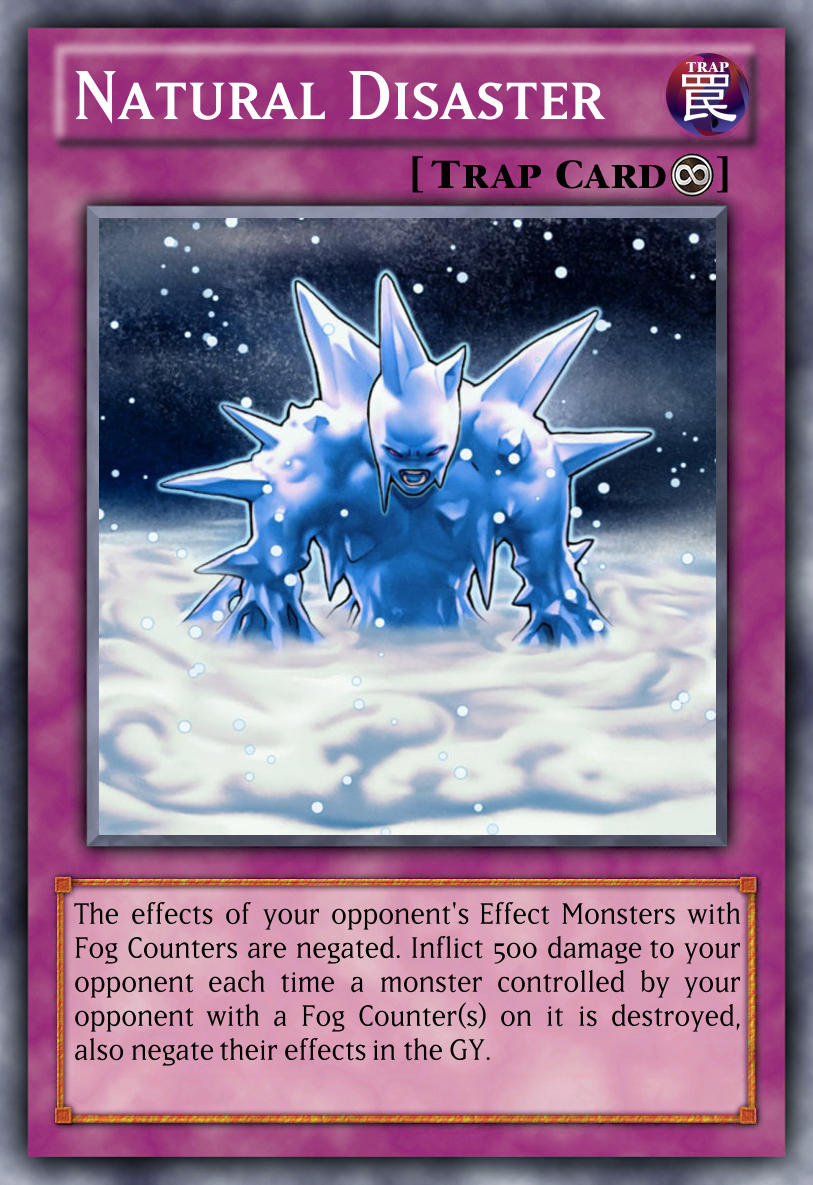 Natural Disaster
TRAP
罠
[Trap Card∞]
The effects of your opponent's Effect Monsters with
Fog Counters are negated. Inflict 500 damage to your
opponent each time a monster controlled by your
opponent with a Fog Counter(s) on it is destroyed,
also negate their effects in the GY.